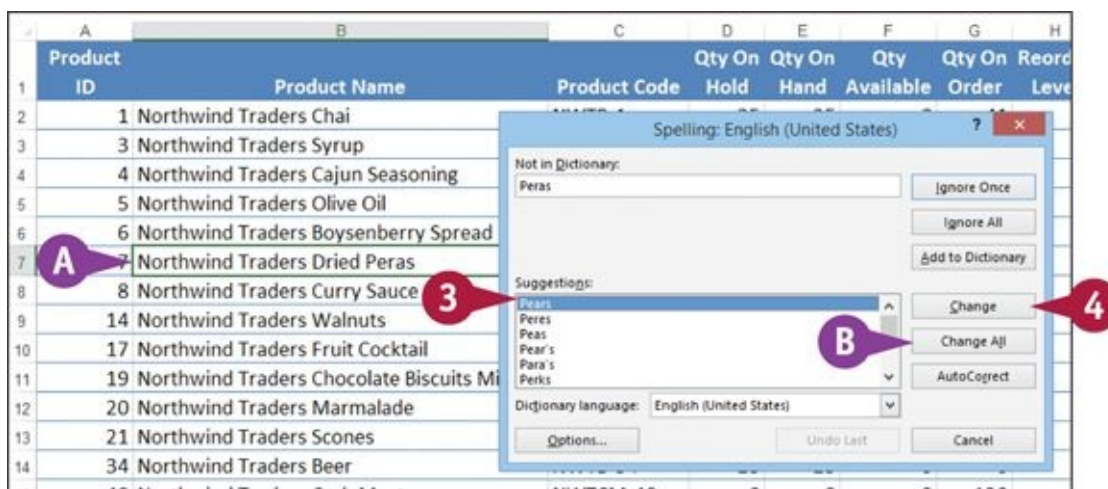 A B C D E F G H
Product Qty On Qty On Qty Qty On Reord
1 ID Product Name Product Code Hold Hand Available Order Leve
2 1 Northwind Traders Chai
3 3 Northwind Traders Syrup
4 4 Northwind Traders Cajun Seasoning
5 5 Northwind Traders Olive Oil
6 6 Northwind Traders Boysenberry Spread
7 A 7 Northwind Traders Dried Peras
8 8 Northwind Traders Curry Sauce
9 14 Northwind Traders Walnuts
10 17 Northwind Traders Fruit Cocktail
11 19 Northwind Traders Chocolate Biscuits Mi
12 20 Northwind Traders Marmalade
13 21 Northwind Traders Scones
14 34 Northwind Traders Beer
Spelling: English (United States) ?
Not in Dictionary:
Peras
Ignore Once
Ignore All
Add to Dictionary
Suggestions:
3 Pears
Peres
Peas
Pear's
Para's
Perks
Change 4
B Change All
AutoCorrect
Dictionary language: English (United States)
Options... Undo Last Cancel